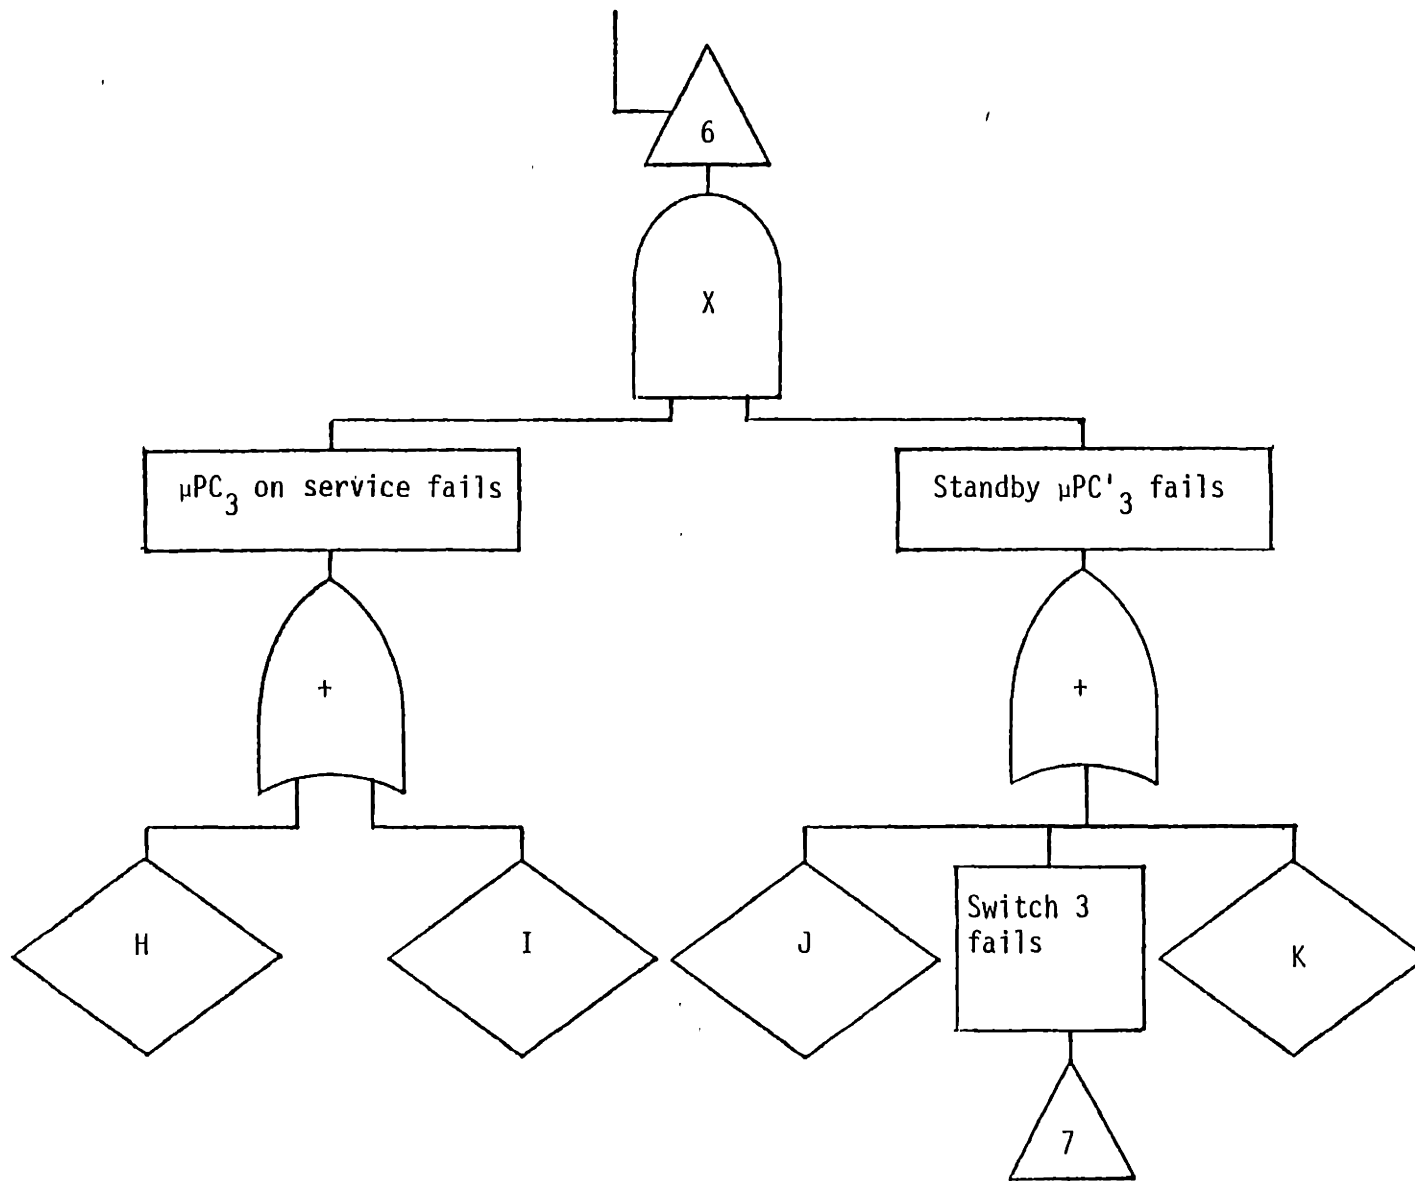 6
X
μPC3 on service fails
Standby μPC'3 fails
+
+
H
I
J
Switch 3
fails
K
7